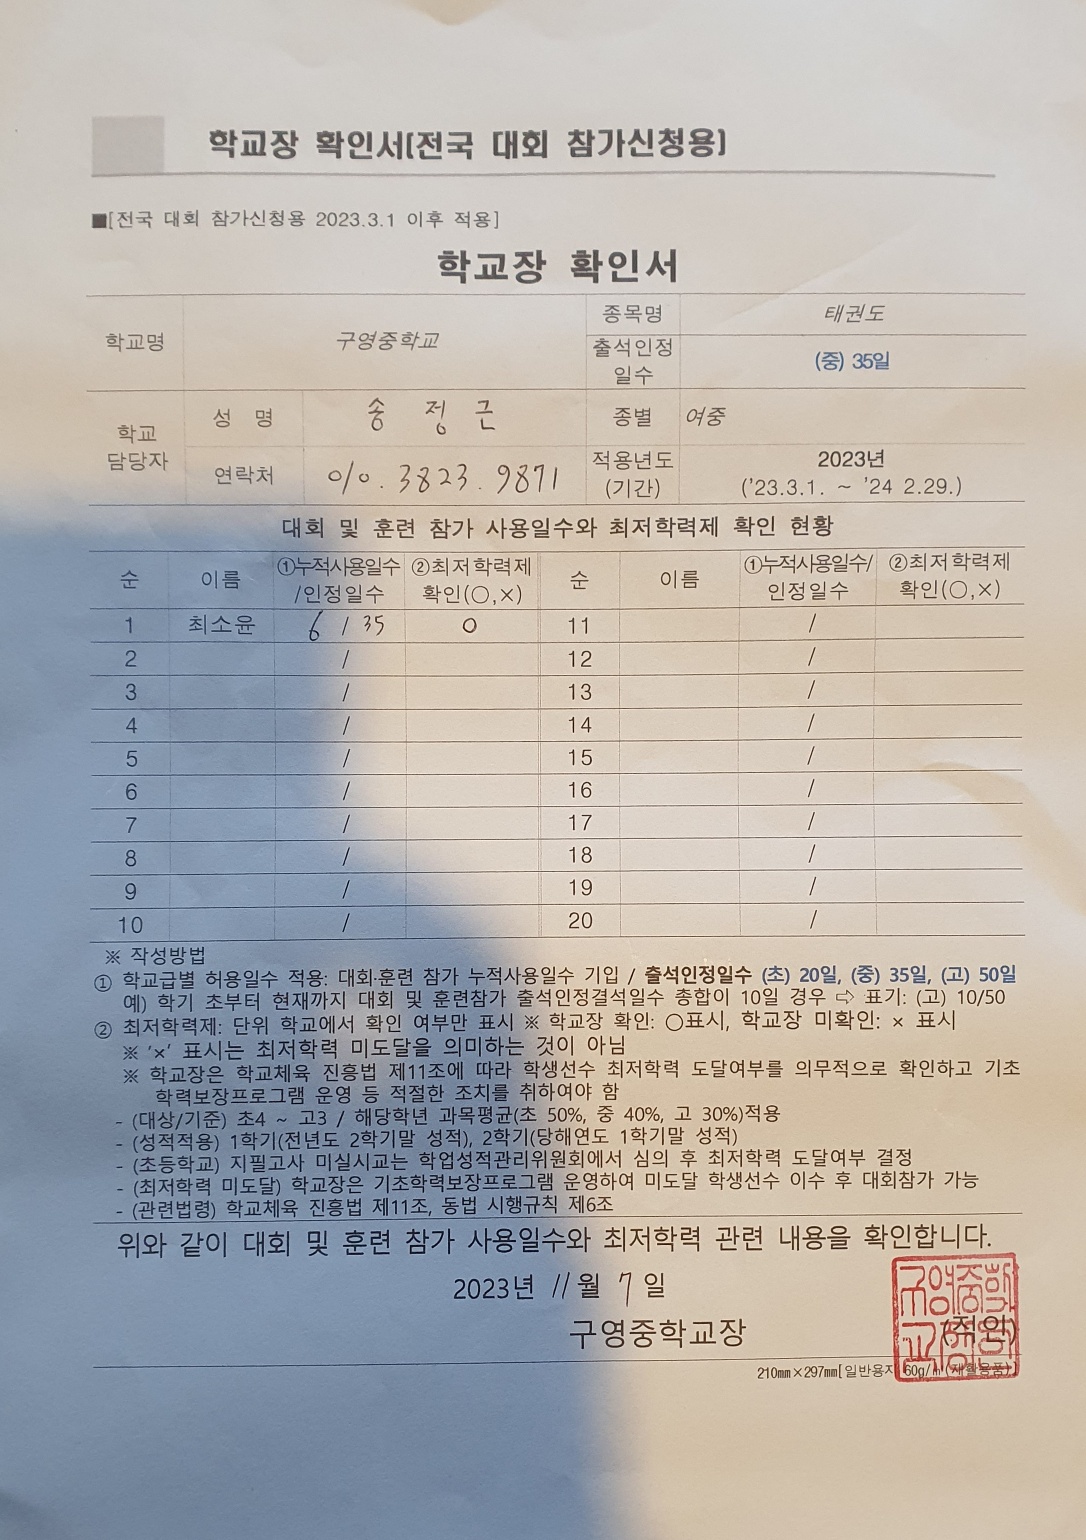 학교장 확인서(전국 대회 참가신청용)
■[전국 대회 참가신청용 2023.3.1 이후 적용]
학교장 확인서
학교명 구영중학교 종목명 태권도
출석인정 일수 (중) 35일
학교 담당자 성 명 송 정 근 종별 여중
연락처 010. 3823. 9871 적용년도 (기간) 2023년 ('23.3.1. ~ '24 2.29.)
대회 및 훈련 참가 사용일수와 최저학력제 확인 현황
순 이름 ①누적사용일수 /인정일수 ②최저학력제 확인(○,×) 순 이름 ①누적사용일수/ 인정일수 ②최저학력제 확인(○,×)
1 최소윤 6 / 35 O 11 /
2 / 12 /
3 / 13 /
4 / 14 /
5 / 15 /
6 / 16 /
7 / 17 /
8 / 18 /
9 / 19 /
10 / 20 /
※ 작성방법
① 학교급별 허용일수 적용: 대회·훈련 참가 누적사용일수 기입 / 출석인정일수 (초) 20일, (중) 35일, (고) 50일
예) 학기 초부터 현재까지 대회 및 훈련참가 출석인정결석일수 총합이 10일 경우 ⇨ 표기: (고) 10/50
② 최저학력제: 단위 학교에서 확인 여부만 표시 ※ 학교장 확인: ○표시, 학교장 미확인: × 표시
※ '×' 표시는 최저학력 미도달을 의미하는 것이 아님
※ 학교장은 학교체육 진흥법 제11조에 따라 학생선수 최저학력 도달여부를 의무적으로 확인하고 기초
학력보장프로그램 운영 등 적절한 조치를 취하여야 함
- (대상/기준) 초4 ~ 고3 / 해당학년 과목평균(초 50%, 중 40%, 고 30%)적용
- (성적적용) 1학기(전년도 2학기말 성적), 2학기(당해연도 1학기말 성적)
- (초등학교) 지필고사 미실시교는 학업성적관리위원회에서 심의 후 최저학력 도달여부 결정
- (최저학력 미도달) 학교장은 기초학력보장프로그램 운영하여 미도달 학생선수 이수 후 대회참가 가능
- (관련법령) 학교체육 진흥법 제11조, 동법 시행규칙 제6조
위와 같이 대회 및 훈련 참가 사용일수와 최저학력 관련 내용을 확인합니다.
2023년 11월 7일
구영중학교장 (직인)
210㎜×297㎜[일반용지 60g/㎡(재활용품)]